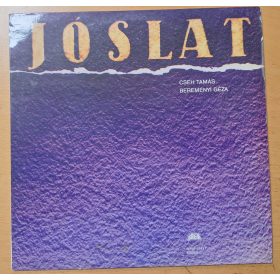 JÓSLAT
CSEH TAMÁS
BEREMÉNYI GÉZA